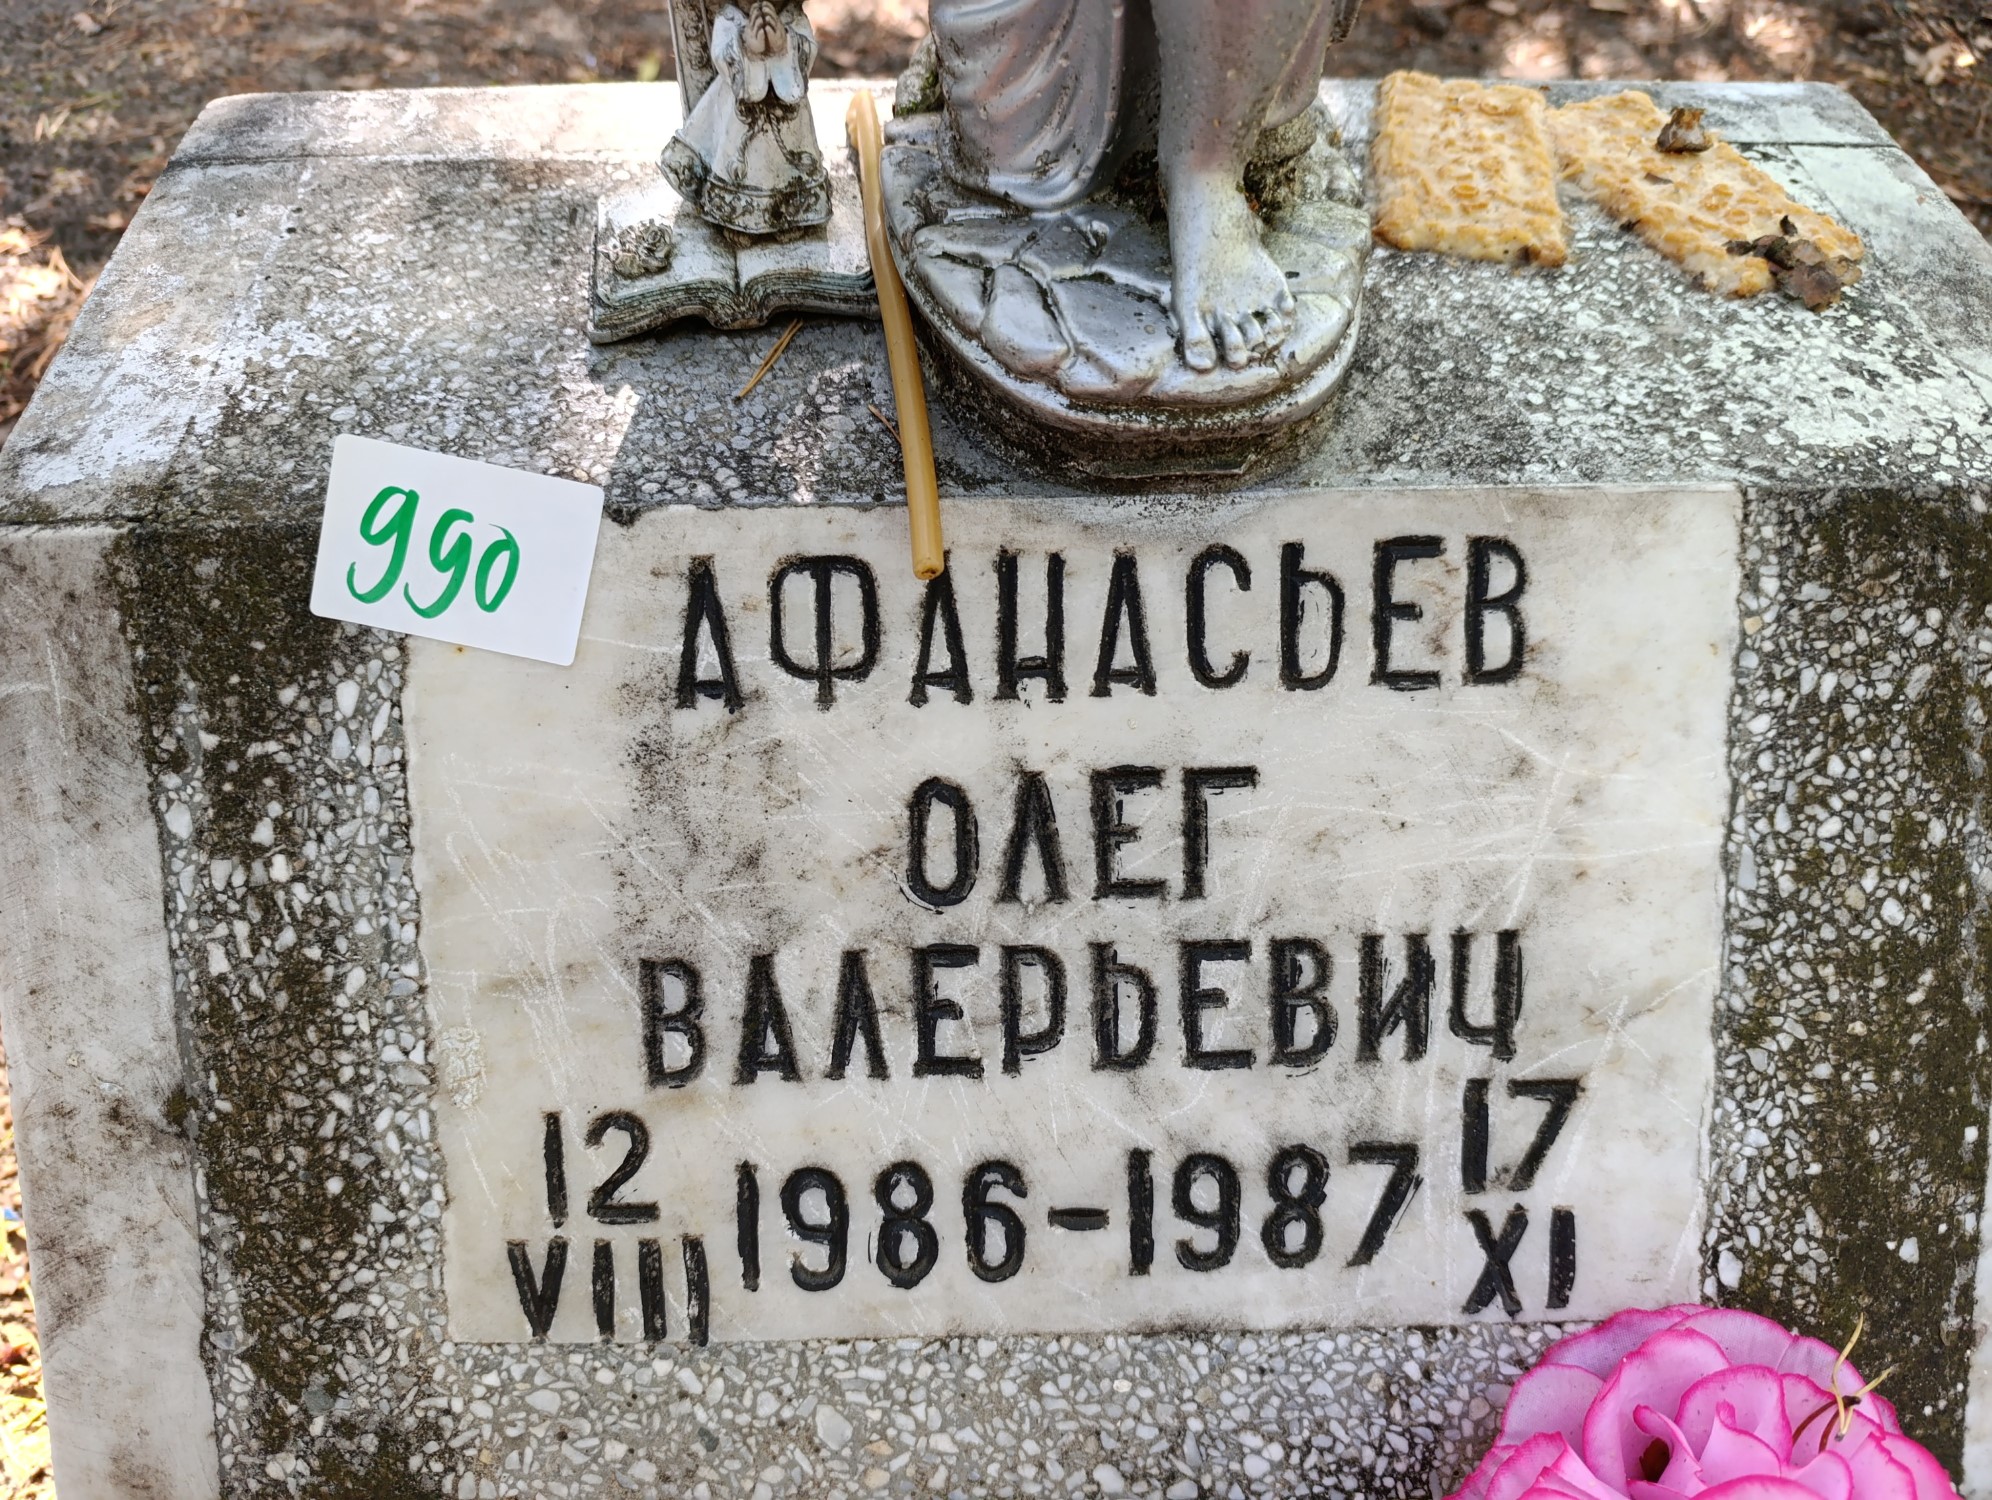 990
АФАНАСЬЕВ
ОЛЕГ
ВАЛЕРЬЕВИЧ
12 VIII 1986-1987 17 XI